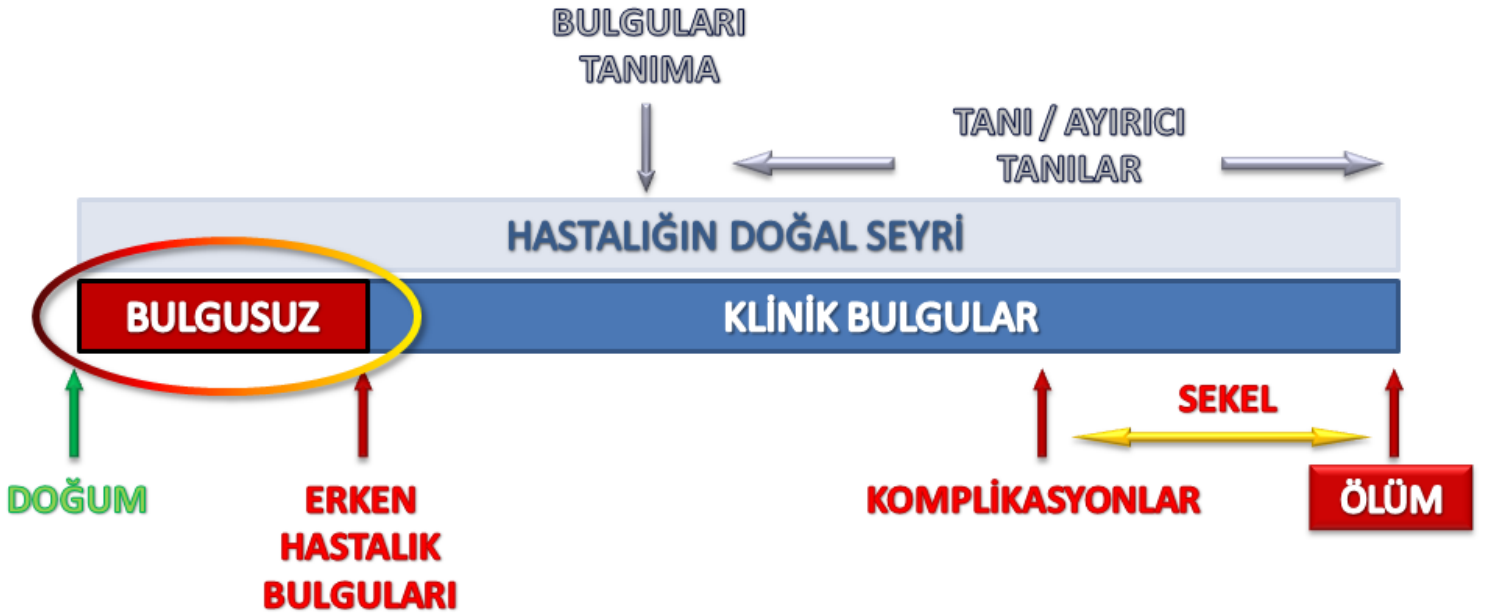 BULGULARI
TANIMA
TANI / AYIRICI
TANILAR
HASTALIĞIN DOĞAL SEYRİ
BULGUSUZ
KLİNİK BULGULAR
SEKEL
DOĞUM
ERKEN
HASTALIK
BULGULARI
KOMPLİKASYONLAR
ÖLÜM